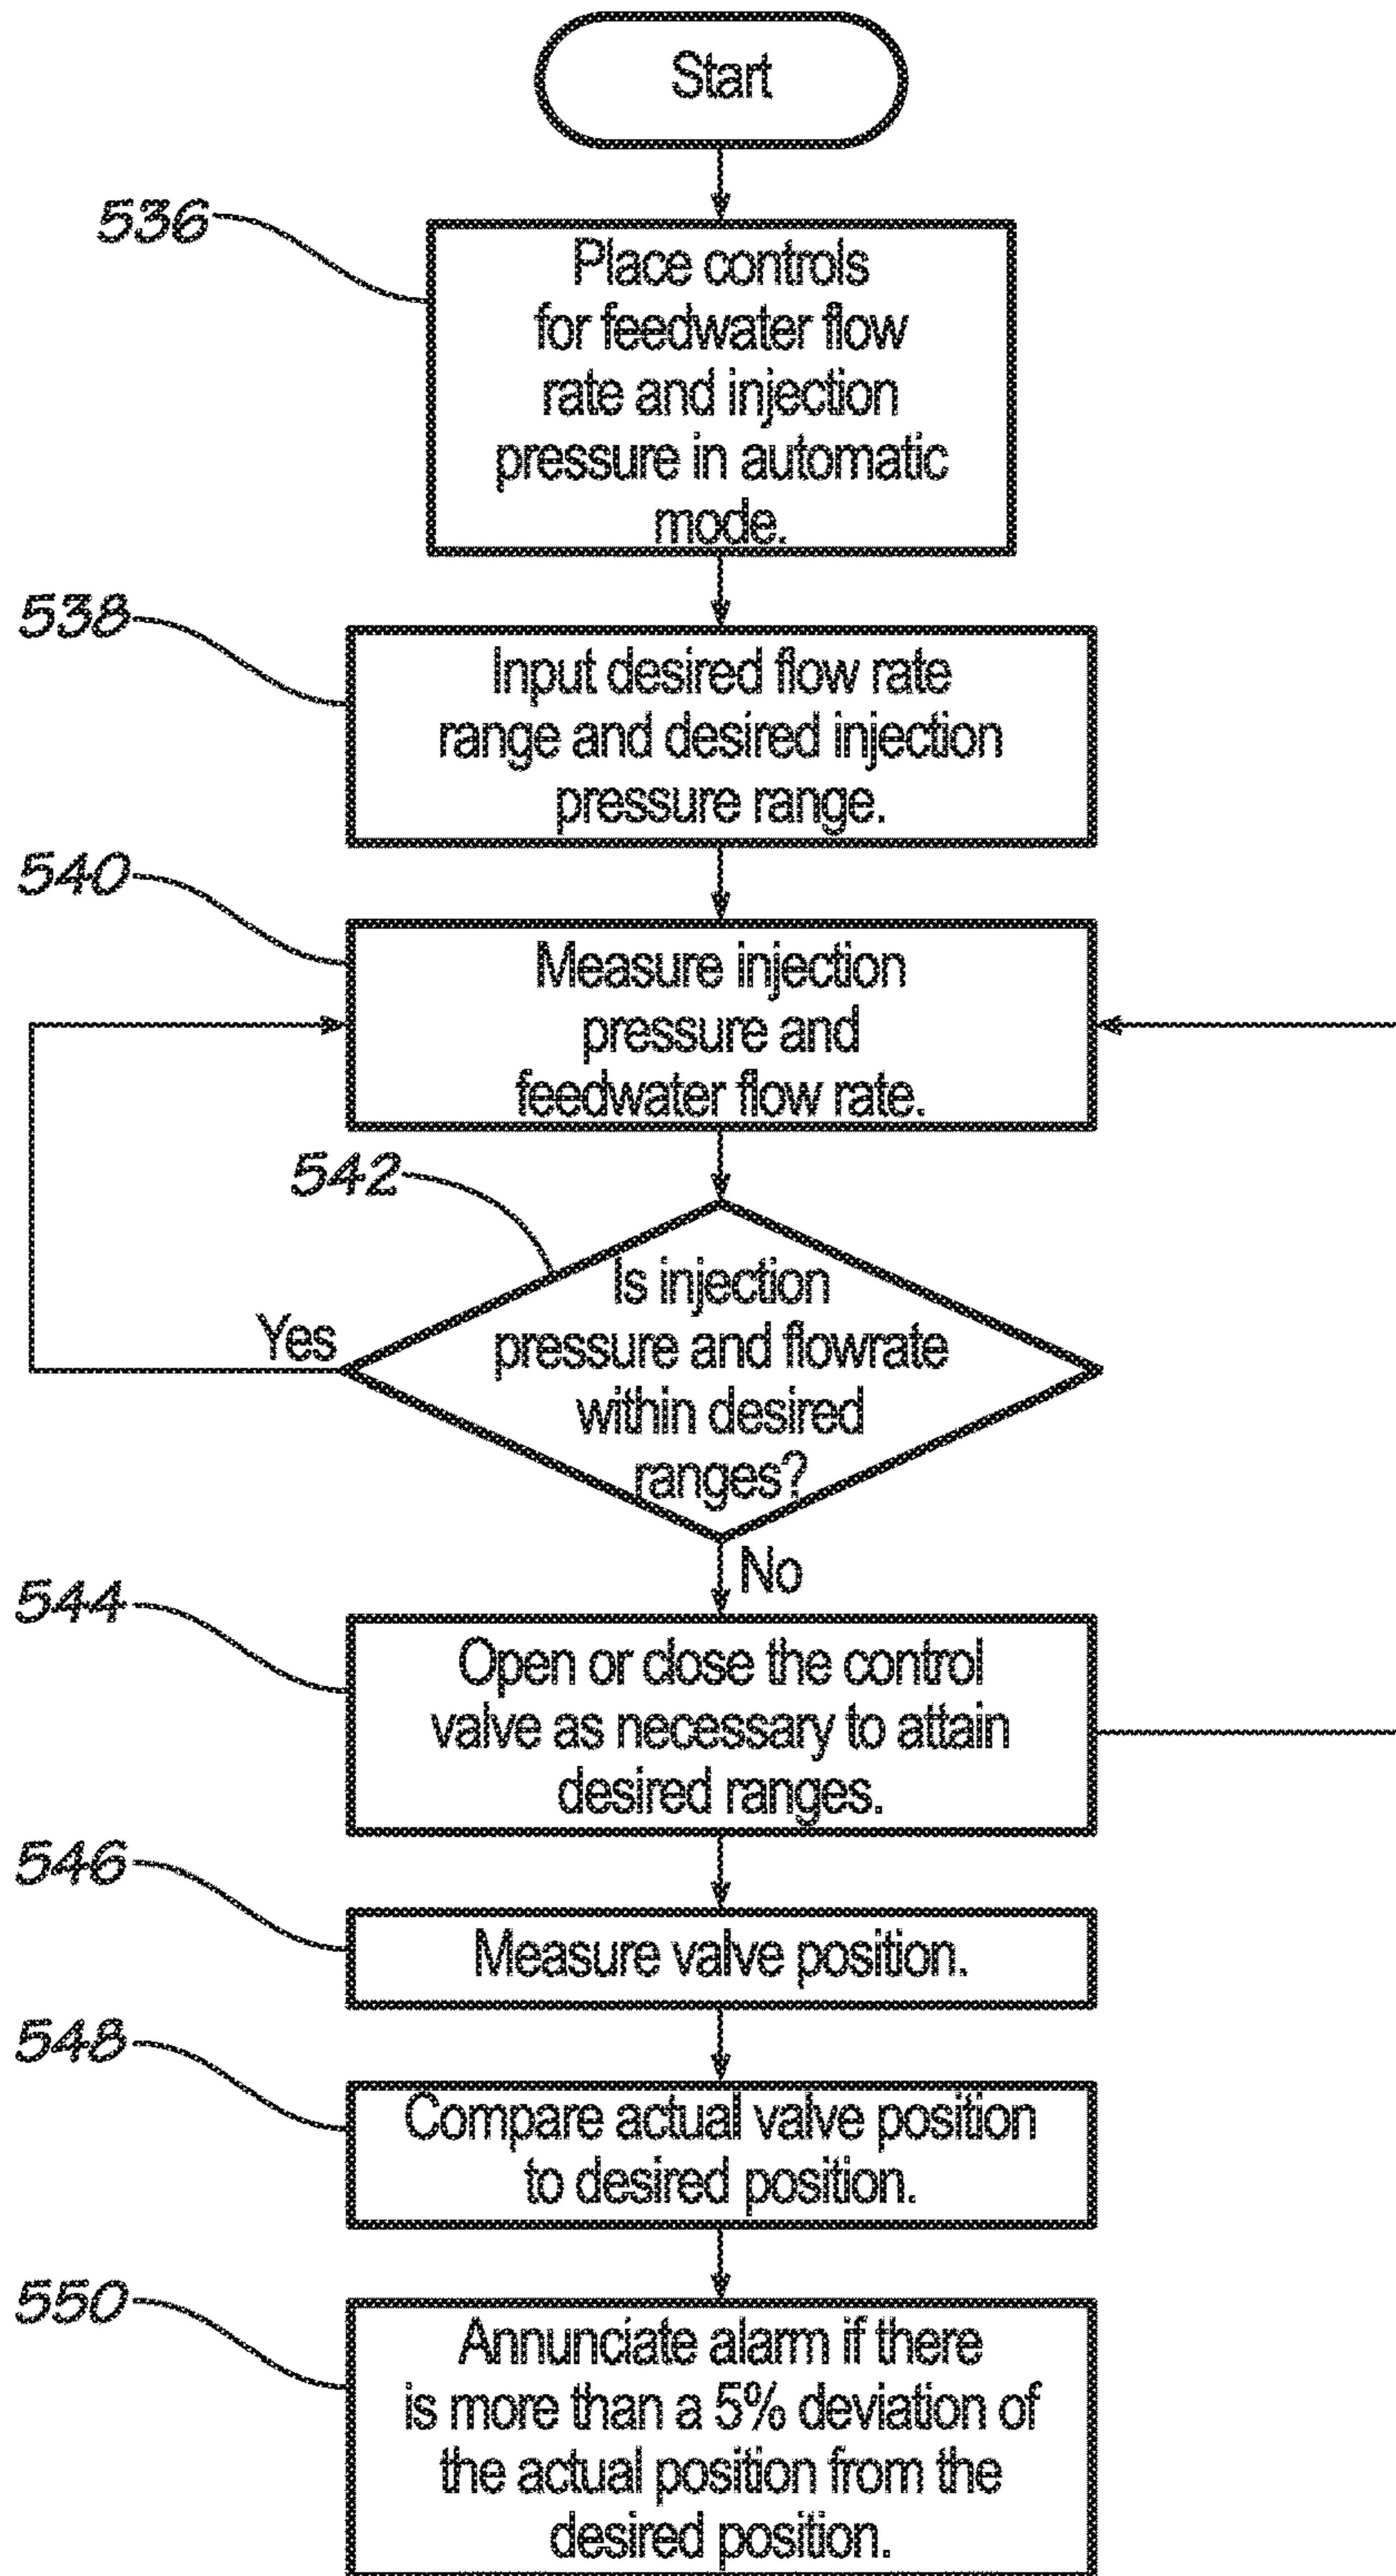 Start
536
Place controls
for feedwater flow
rate and injection
pressure in automatic
mode.
538
Input desired flow rate
range and desired injection
pressure range.
540
Measure injection
pressure and
feedwater flow rate.
542
Is injection
pressure and flowrate
within desired
ranges?
Yes
No
544
Open or close the control
valve as necessary to attain
desired ranges.
546
Measure valve position.
548
Compare actual valve position
to desired position.
550
Annunciate alarm if there
is more than a 5% deviation of
the actual position from the
desired position.